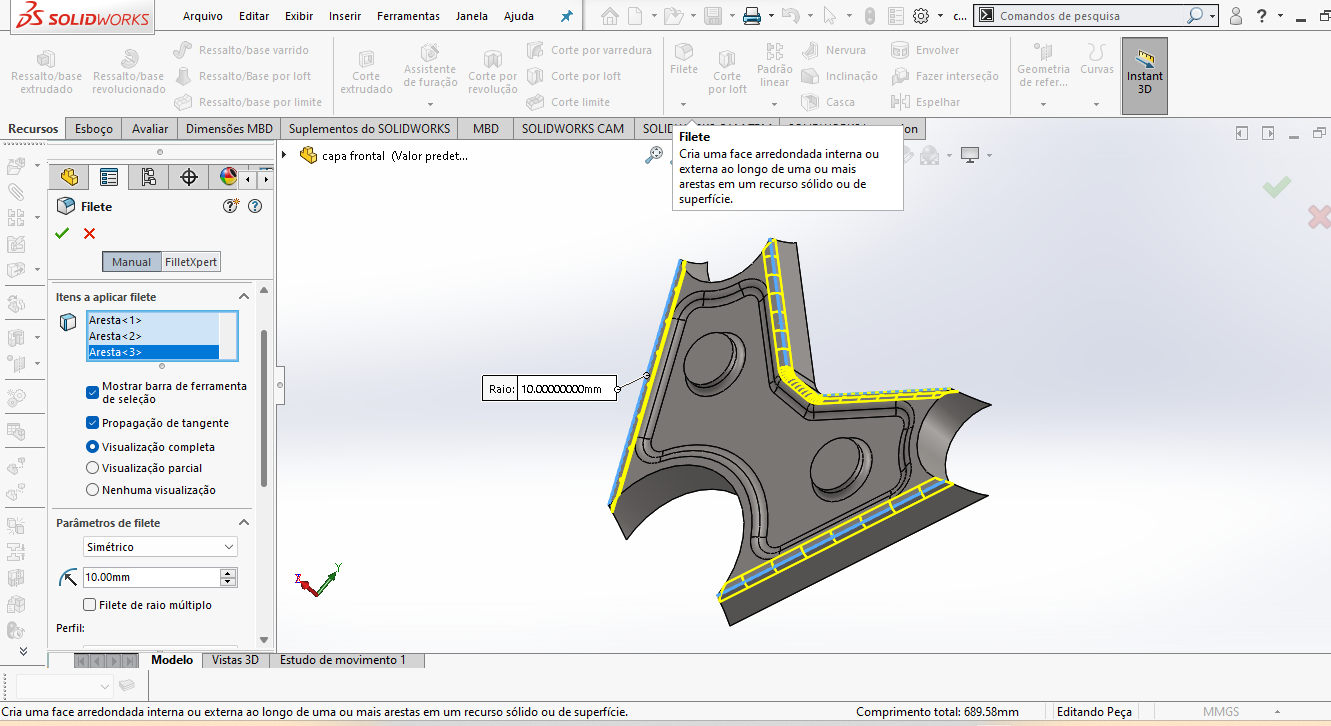 SOLIDWORKS
Arquivo Editar Exibir Inserir Ferramentas Janela Ajuda
c...
Comandos de pesquisa
?
Ressalto/base
extrudado
Ressalto/base
revolucionado
Ressalto/base varrido
Ressalto/Base por loft
Ressalto/base por limite
Corte
extrudado
Assistente
de furação
Corte por
revolução
Corte por varredura
Corte por loft
Corte limite
Filete
Corte
por loft
Padrão
linear
Nervura
Inclinação
Casca
Envolver
Fazer interseção
Espelhar
Geometria
de refer...
Curvas
Instant
3D
Recursos Esboço Avaliar Dimensões MBD Suplementos do SOLIDWORKS MBD SOLIDWORKS CAM
Filete
Cria uma face arredondada interna ou
externa ao longo de uma ou mais
arestas em um recurso sólido ou de
superfície.
capa frontal (Valor predet...
Filete
Manual FilletXpert
Itens a aplicar filete
Aresta<1>
Aresta<2>
Aresta<3>
Mostrar barra de ferramenta
de seleção
Propagação de tangente
Visualização completa
Visualização parcial
Nenhuma visualização
Parâmetros de filete
Simétrico
10.00mm
Filete de raio múltiplo
Perfil:
Raio: 10.00000000mm
Z
Y
Modelo Vistas 3D Estudo de movimento 1
Cria uma face arredondada interna ou externa ao longo de uma ou mais arestas em um recurso sólido ou de superfície.
Comprimento total: 689.58mm
Editando Peça
MMGS